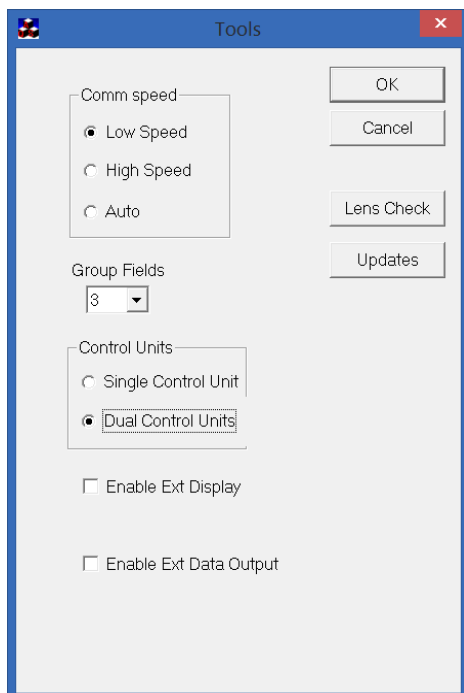 Tools
Comm speed
Low Speed
High Speed
Auto
OK
Cancel
Lens Check
Updates
Group Fields
3
Control Units
Single Control Unit
Dual Control Units
Enable Ext Display
Enable Ext Data Output